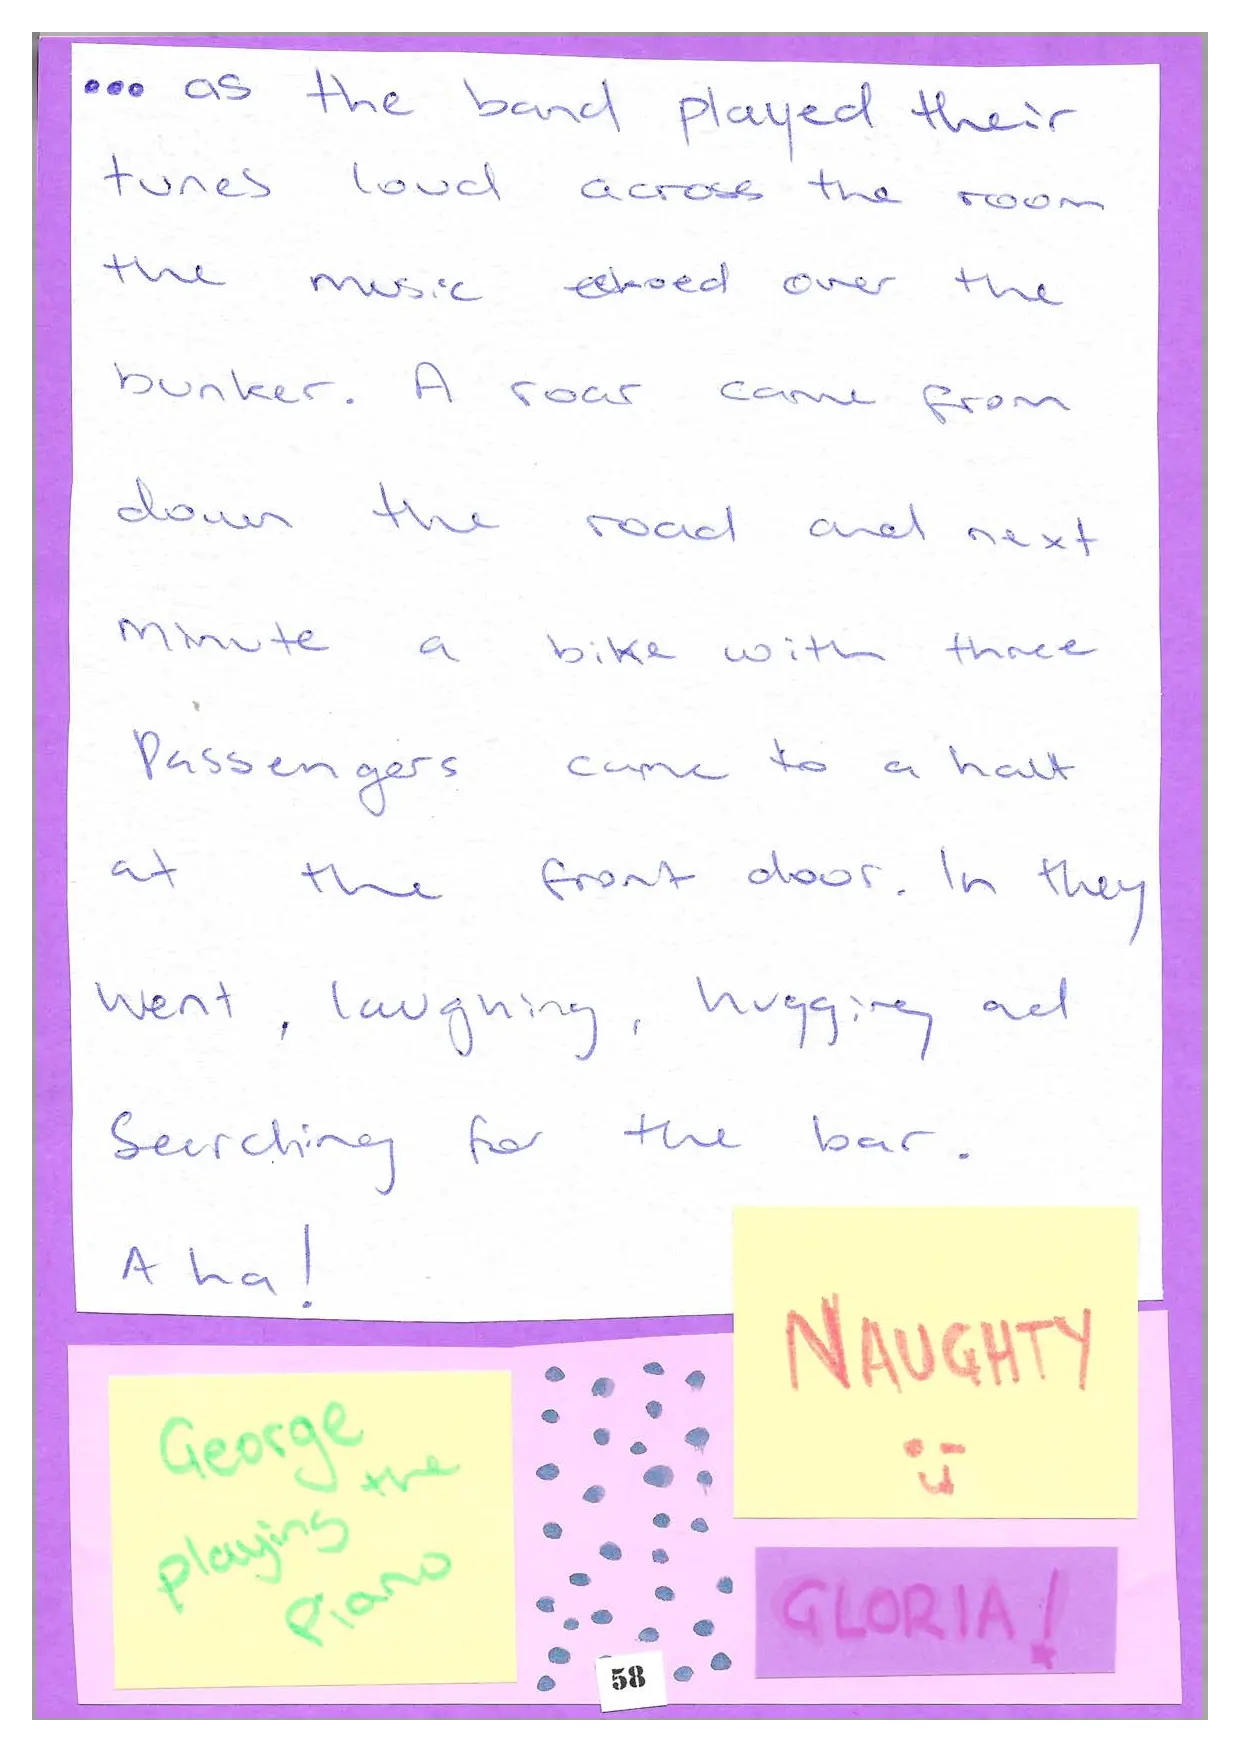 ... as the band played their
tunes loud across the room
the music echoed over the
bunker. A roar came from
down the road and next
minute a bike with three
Passengers came to a halt
at the front door. In they
went, laughing, hugging ad
Searching for the bar.
Aha!
NAUGHTY
George
playing the
Piano
GLORIA!
58